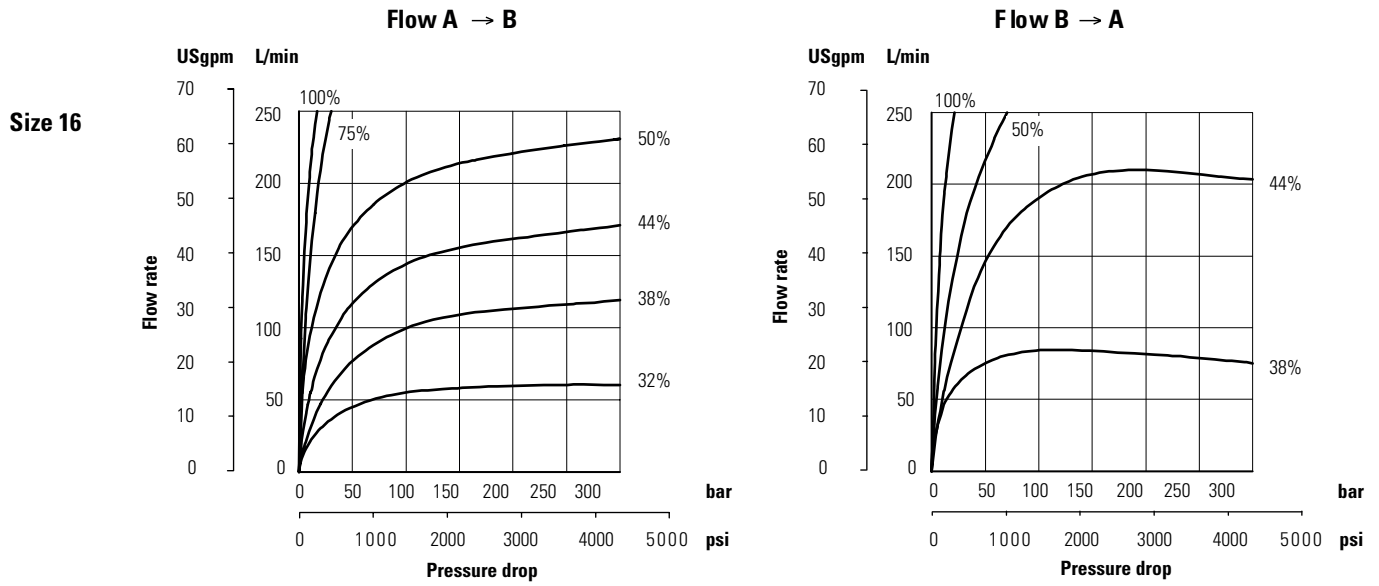 Flow A → B
USgpm L/min
Size 16
70
60
50
40
30
20
10
0
Flow rate
250
200
150
100
50
0
100%
75%
50%
44%
38%
32%
0 50 100 150 200 250 300 bar
0 1000 2000 3000 4000 5000 psi
Pressure drop
Flow B → A
USgpm L/min
70
60
50
40
30
20
10
0
Flow rate
250
200
150
100
50
0
100%
50%
44%
38%
0 50 100 150 200 250 300 bar
0 1000 2000 3000 4000 5000 psi
Pressure drop